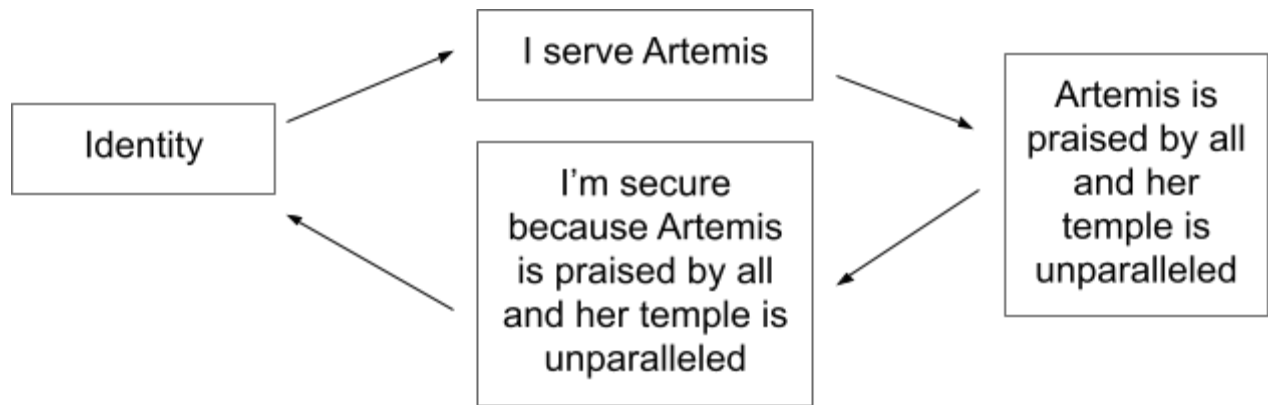 Identity
I serve Artemis
Artemis is
praised by all
and her
temple is
unparalleled
I’m secure
because Artemis
is praised by all
and her temple is
unparalleled